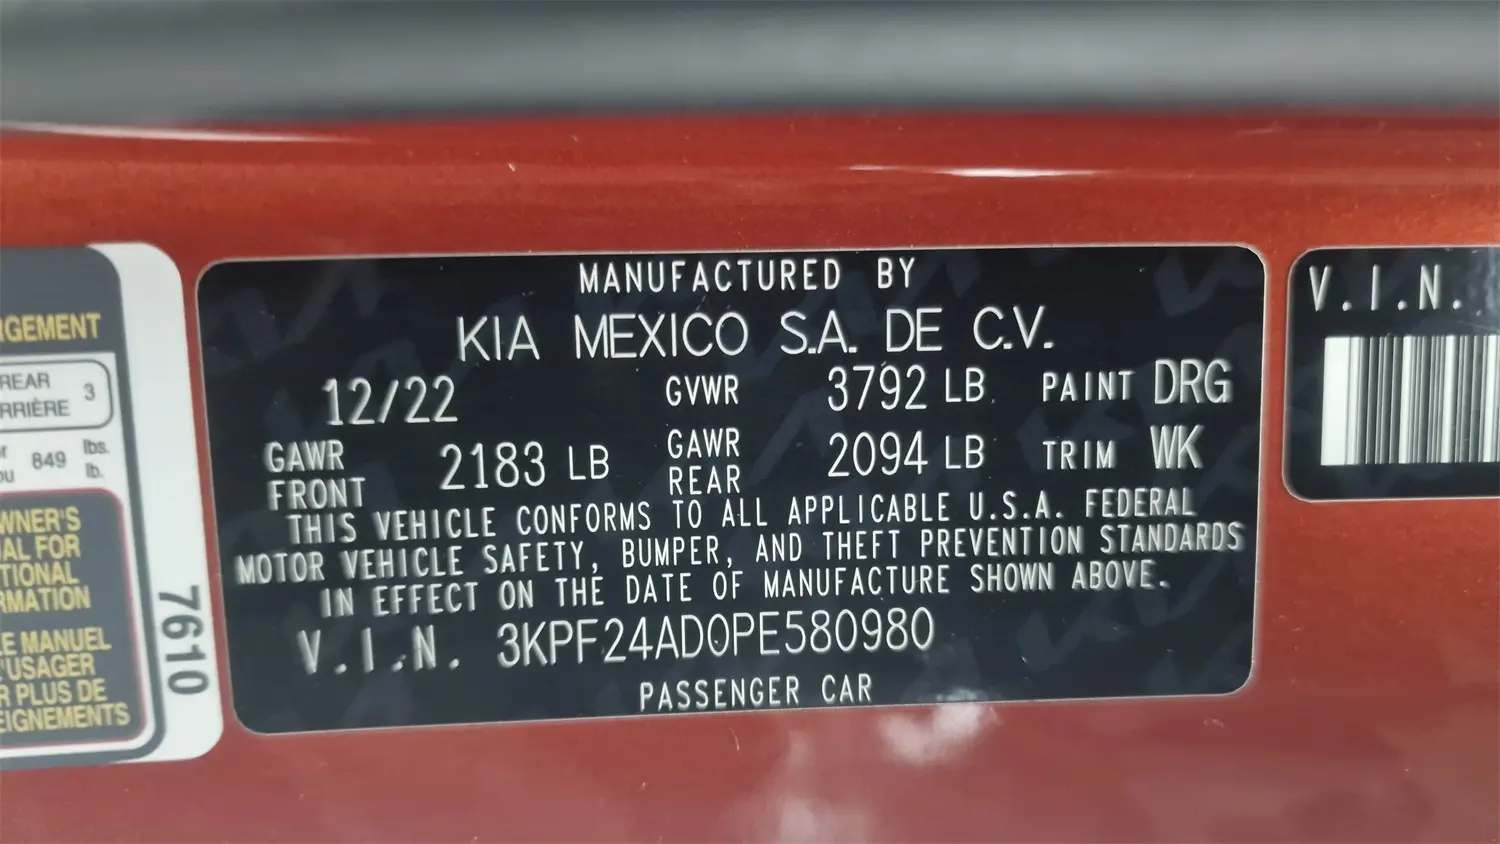 IGEMENT
REAR
RRIÈRE
3
849
lbs.
lb.
WNER'S
UAL FOR
TIONAL
RMATION
LE MANUEL
'USAGER
R PLUS DE
EIGNEMENTS
7610
MANUFACTURED BY
KIA MEXICO S.A. DE C.V.
12/22 GVWR 3792 LB PAINT DRG
GAWR FRONT 2183 LB GAWR REAR 2094 LB TRIM WK
THIS VEHICLE CONFORMS TO ALL APPLICABLE U.S.A. FEDERAL
MOTOR VEHICLE SAFETY, BUMPER, AND THEFT PREVENTION STANDARDS
IN EFFECT ON THE DATE OF MANUFACTURE SHOWN ABOVE.
V.I.N. 3KPF24AD0PE580980
PASSENGER CAR
V.I.N.